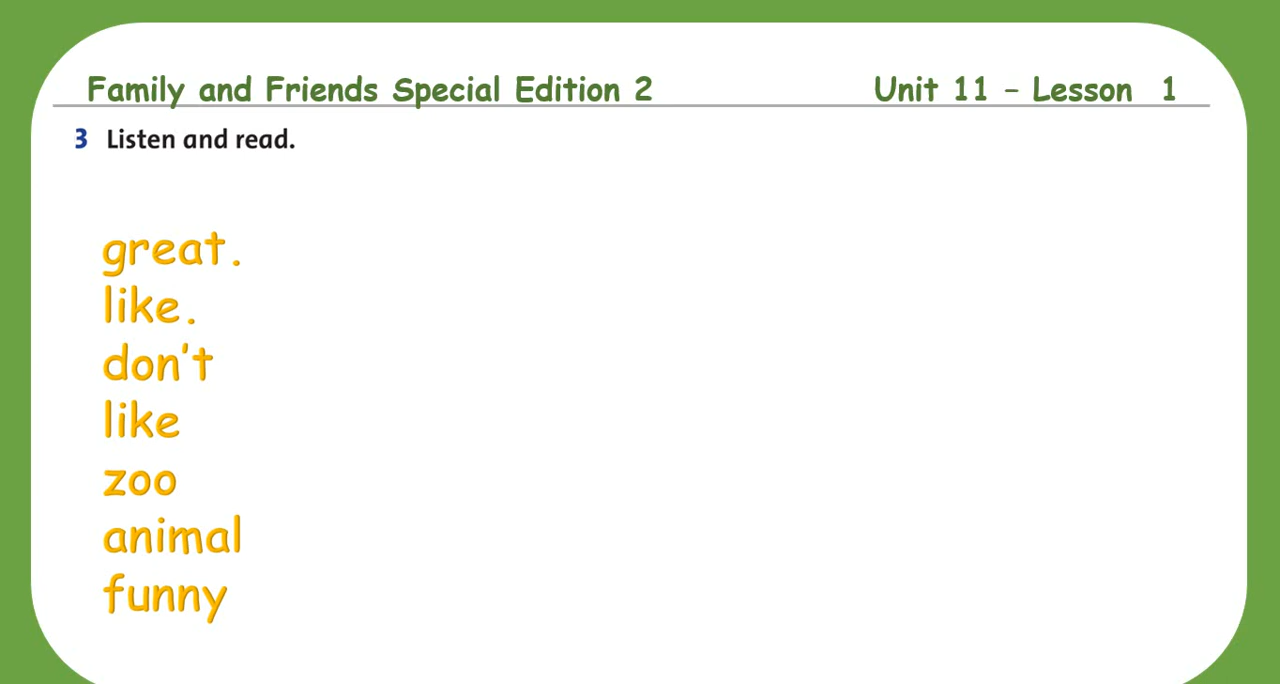 Family and Friends Special Edition 2 Unit 11 – Lesson 1
3 Listen and read.
great.
like.
don't
like
zoo
animal
funny